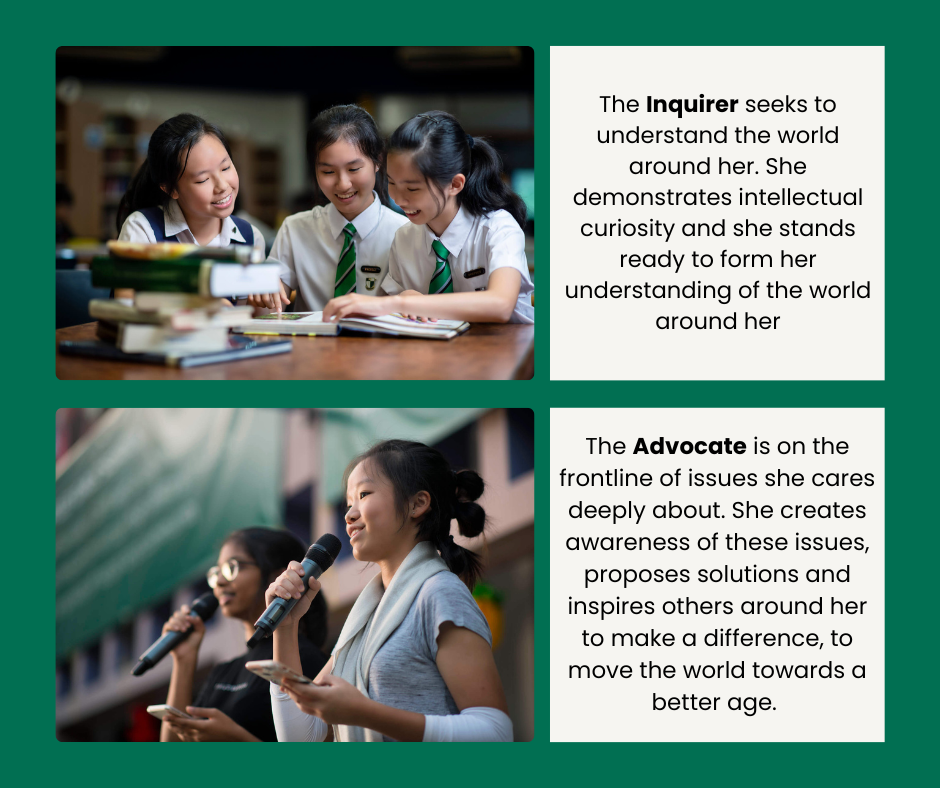 The Inquirer seeks to
understand the world
around her. She
demonstrates intellectual
curiosity and she stands
ready to form her
understanding of the world
around her
The Advocate is on the
frontline of issues she cares
deeply about. She creates
awareness of these issues,
proposes solutions and
inspires others around her
to make a difference, to
move the world towards a
better age.